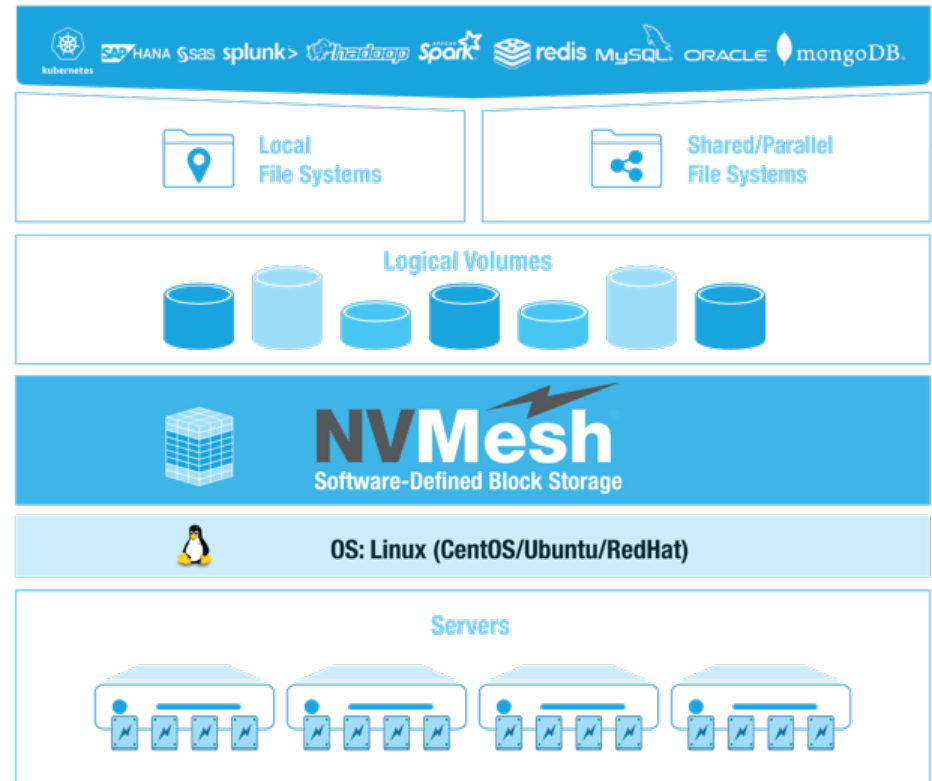 kubernetes SAP HANA sas splunk> hadoop APACHE Spark redis MySQL ORACLE mongoDB
Local
File Systems
Shared/Parallel
File Systems
Logical Volumes
NVMesh
Software-Defined Block Storage
OS: Linux (CentOS/Ubuntu/RedHat)
Servers